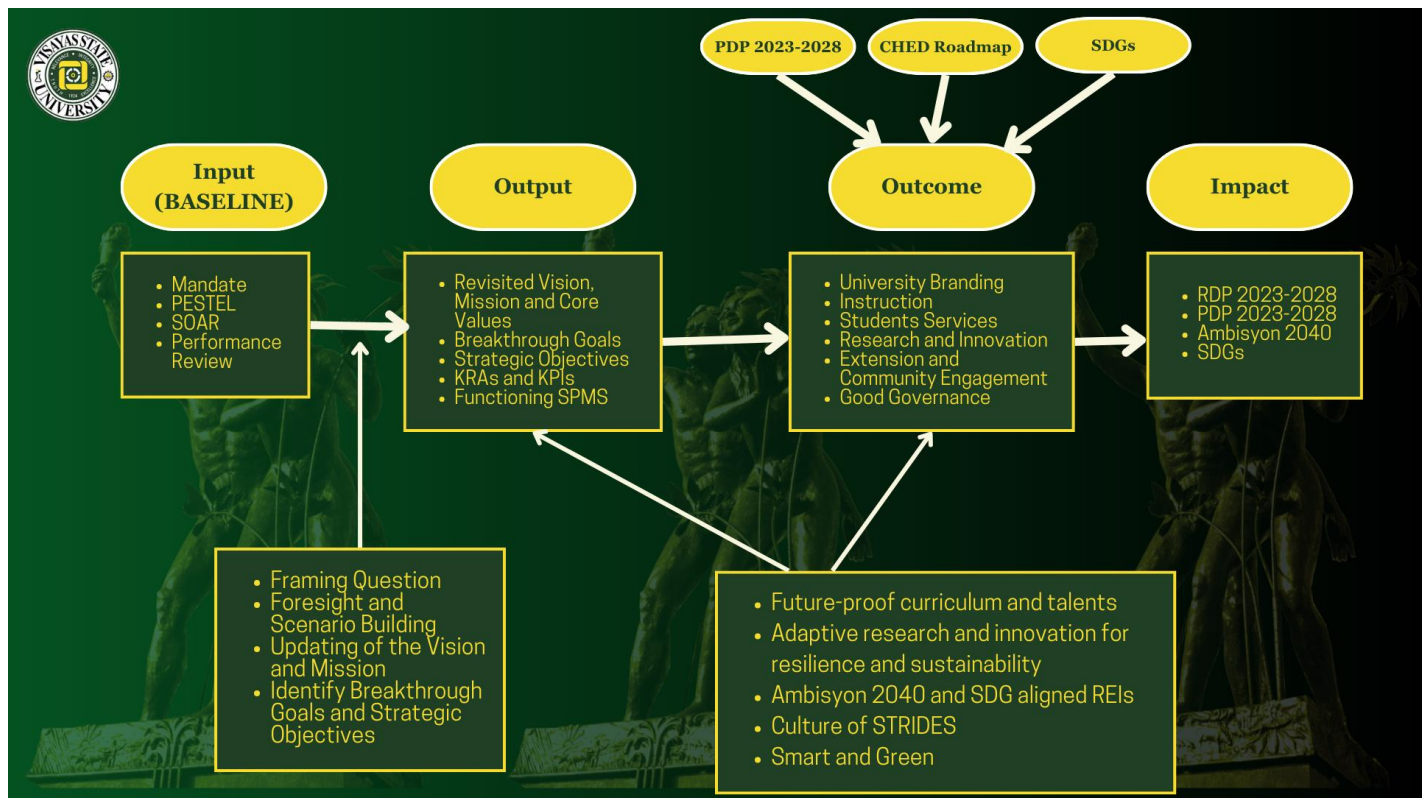 VISAYAS STATE
UNIVERSITY
PDP 2023-2028
CHED Roadmap
SDGs
Input
(BASELINE)
Output
Outcome
Impact
• Mandate
• PESTEL
• SOAR
• Performance
Review
• Revisited Vision,
Mission and Core
Values
• Breakthrough Goals
• Strategic Objectives
• KRAs and KPIs
• Functioning SPMS
• University Branding
• Instruction
• Students Services
• Research and Innovation
• Extension and
Community Engagement
• Good Governance
• RDP 2023-2028
• PDP 2023-2028
• Ambisyon 2040
• SDGs
• Framing Question
• Foresight and
Scenario Building
• Updating of the Vision
and Mission
• Identify Breakthrough
Goals and Strategic
Objectives
• Future-proof curriculum and talents
• Adaptive research and innovation for
resilience and sustainability
• Ambisyon 2040 and SDG aligned REIs
• Culture of STRIDES
• Smart and Green